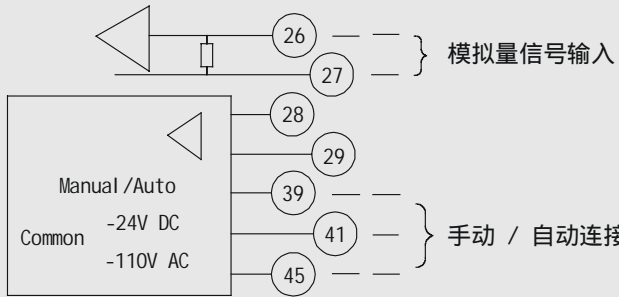 26
模拟量信号输入
27
28
29
Manual/Auto
39
-24V DC
41
手动 / 自动连接
Common
-110V AC
45